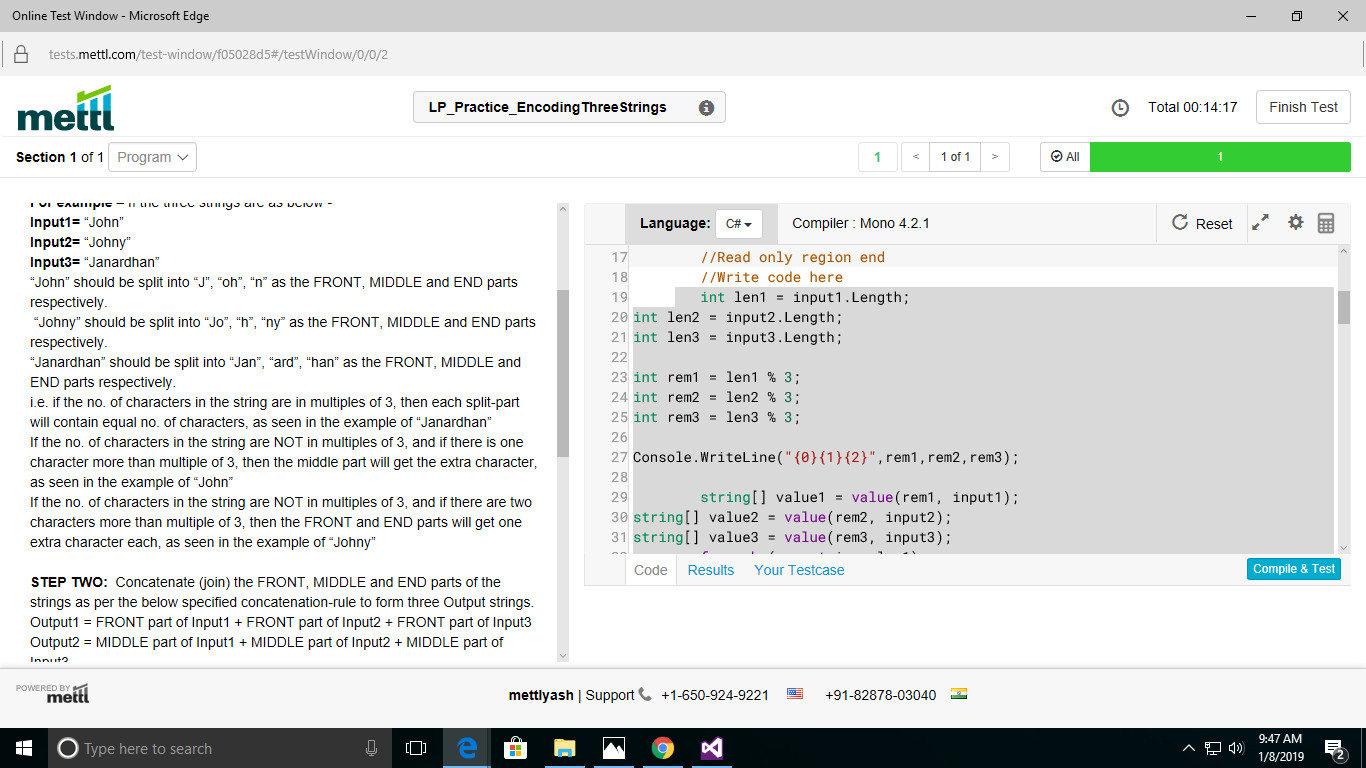 Online Test Window - Microsoft Edge
tests.mettl.com/test-window/f05028d5#/testWindow/0/0/2
mettl
LP_Practice_EncodingThreeStrings
Total 00:14:17
Finish Test
Section 1 of 1 Program
1 < 1 of 1 > All 1
For example – If the three strings are as below -
Input1= “John”
Input2= “Johny”
Input3= “Janardhan”
“John” should be split into “J”, “oh”, “n” as the FRONT, MIDDLE and END parts
respectively.
“Johny” should be split into “Jo”, “h”, “ny” as the FRONT, MIDDLE and END parts
respectively.
“Janardhan” should be split into “Jan”, “ard”, “han” as the FRONT, MIDDLE and
END parts respectively.
i.e. if the no. of characters in the string are in multiples of 3, then each split-part
will contain equal no. of characters, as seen in the example of “Janardhan”
If the no. of characters in the string are NOT in multiples of 3, and if there is one
character more than multiple of 3, then the middle part will get the extra character,
as seen in the example of “John”
If the no. of characters in the string are NOT in multiples of 3, and if there are two
characters more than multiple of 3, then the FRONT and END parts will get one
extra character each, as seen in the example of “Johny”
STEP TWO: Concatenate (join) the FRONT, MIDDLE and END parts of the
strings as per the below specified concatenation-rule to form three Output strings.
Output1 = FRONT part of Input1 + FRONT part of Input2 + FRONT part of Input3
Output2 = MIDDLE part of Input1 + MIDDLE part of Input2 + MIDDLE part of
Input3
Language: C# Compiler : Mono 4.2.1 Reset
17 //Read only region end
18 //Write code here
19 int len1 = input1.Length;
20 int len2 = input2.Length;
21 int len3 = input3.Length;
22
23 int rem1 = len1 % 3;
24 int rem2 = len2 % 3;
25 int rem3 = len3 % 3;
26
27 Console.WriteLine("{0}{1}{2}",rem1,rem2,rem3);
28
29 string[] value1 = value(rem1, input1);
30 string[] value2 = value(rem2, input2);
31 string[] value3 = value(rem3, input3);
Code Results Your Testcase Compile & Test
POWERED BY mettl
mettlyash | Support +1-650-924-9221 +91-82878-03040
Type here to search
9:47 AM
1/8/2019
2